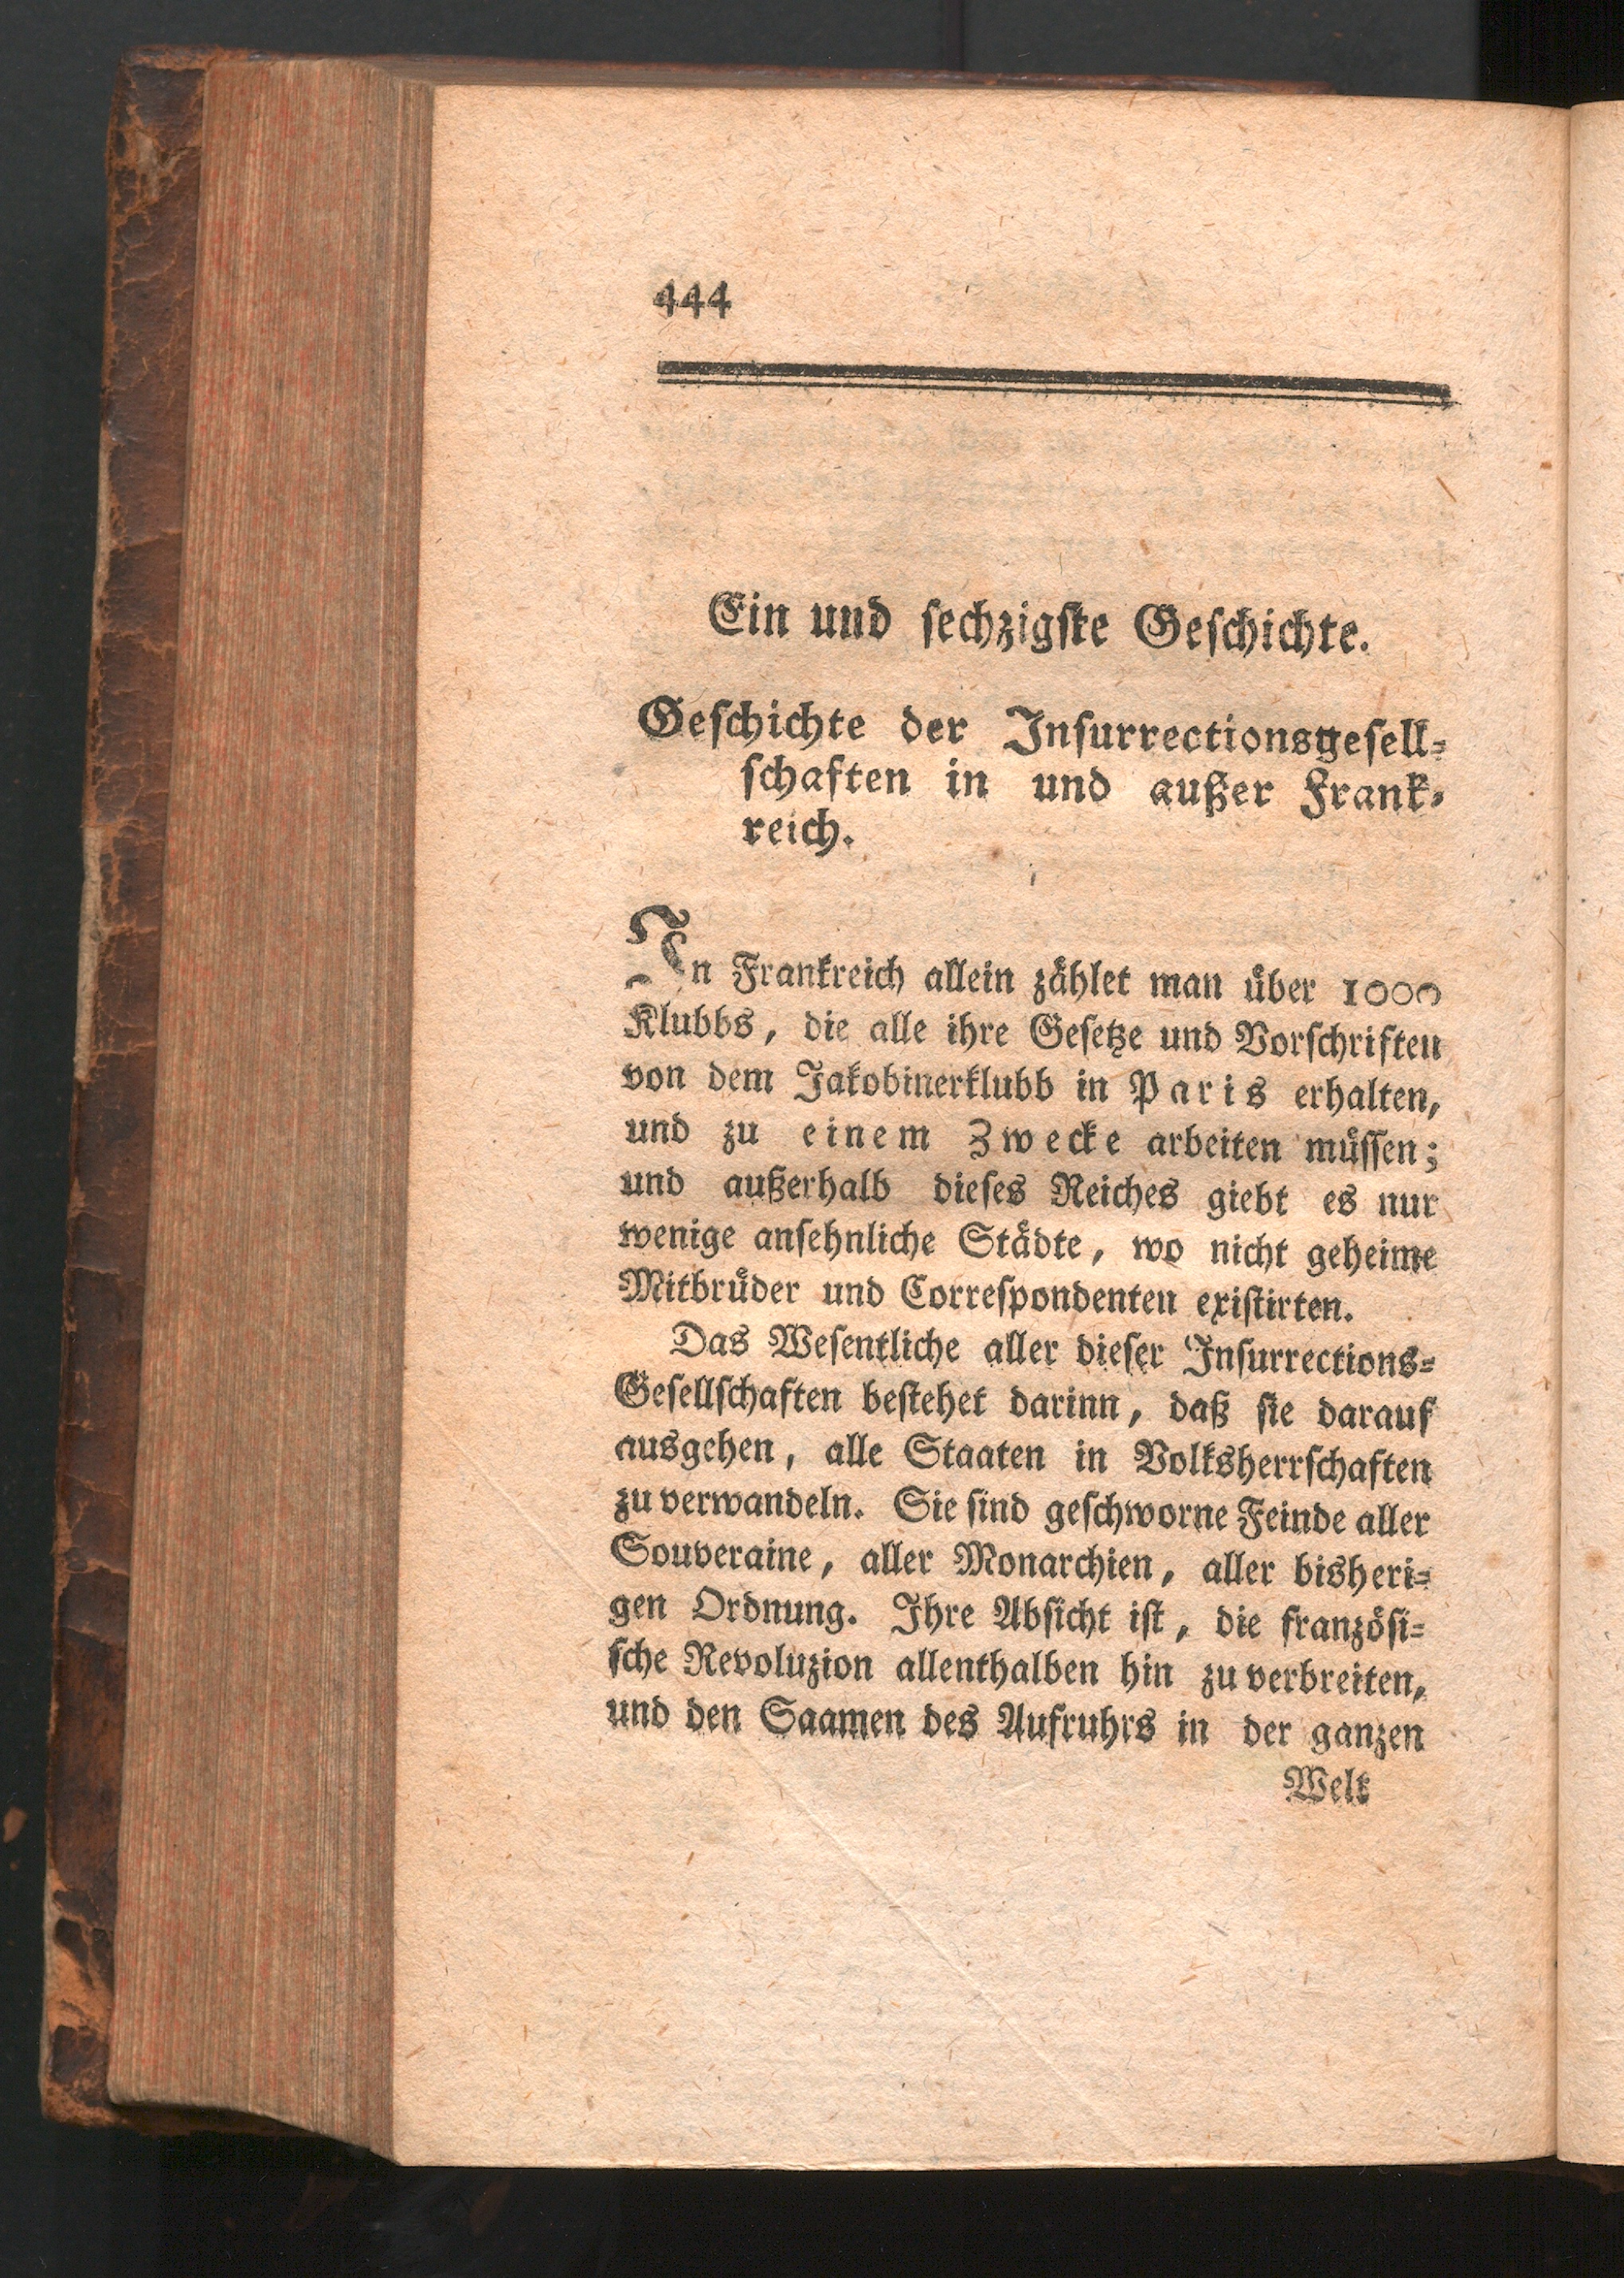 444
Ein und sechzigste Geschichte.
Geschichte der Insurrectionsgesell-
schaften in und außer Frank-
reich.
In Frankreich allein zählet man über 1000
Klubbs, die alle ihre Gesetze und Vorschriften
von dem Jakobinerklubb in Paris erhalten,
und zu einem Zwecke arbeiten müssen;
und außerhalb dieses Reiches giebt es nur
wenige ansehnliche Städte, wo nicht geheime
Mitbrüder und Correspondenten existirten.
Das Wesentliche aller dieser Insurrections-
Gesellschaften bestehet darinn, daß sie darauf
ausgehen, alle Staaten in Volksherrschaften
zu verwandeln. Sie sind geschworne Feinde aller
Souveraine, aller Monarchien, aller bisheri-
gen Ordnung. Ihre Absicht ist, die französi-
sche Revoluzion allenthalben hin zu verbreiten,
und den Saamen des Aufruhrs in der ganzen
Welt